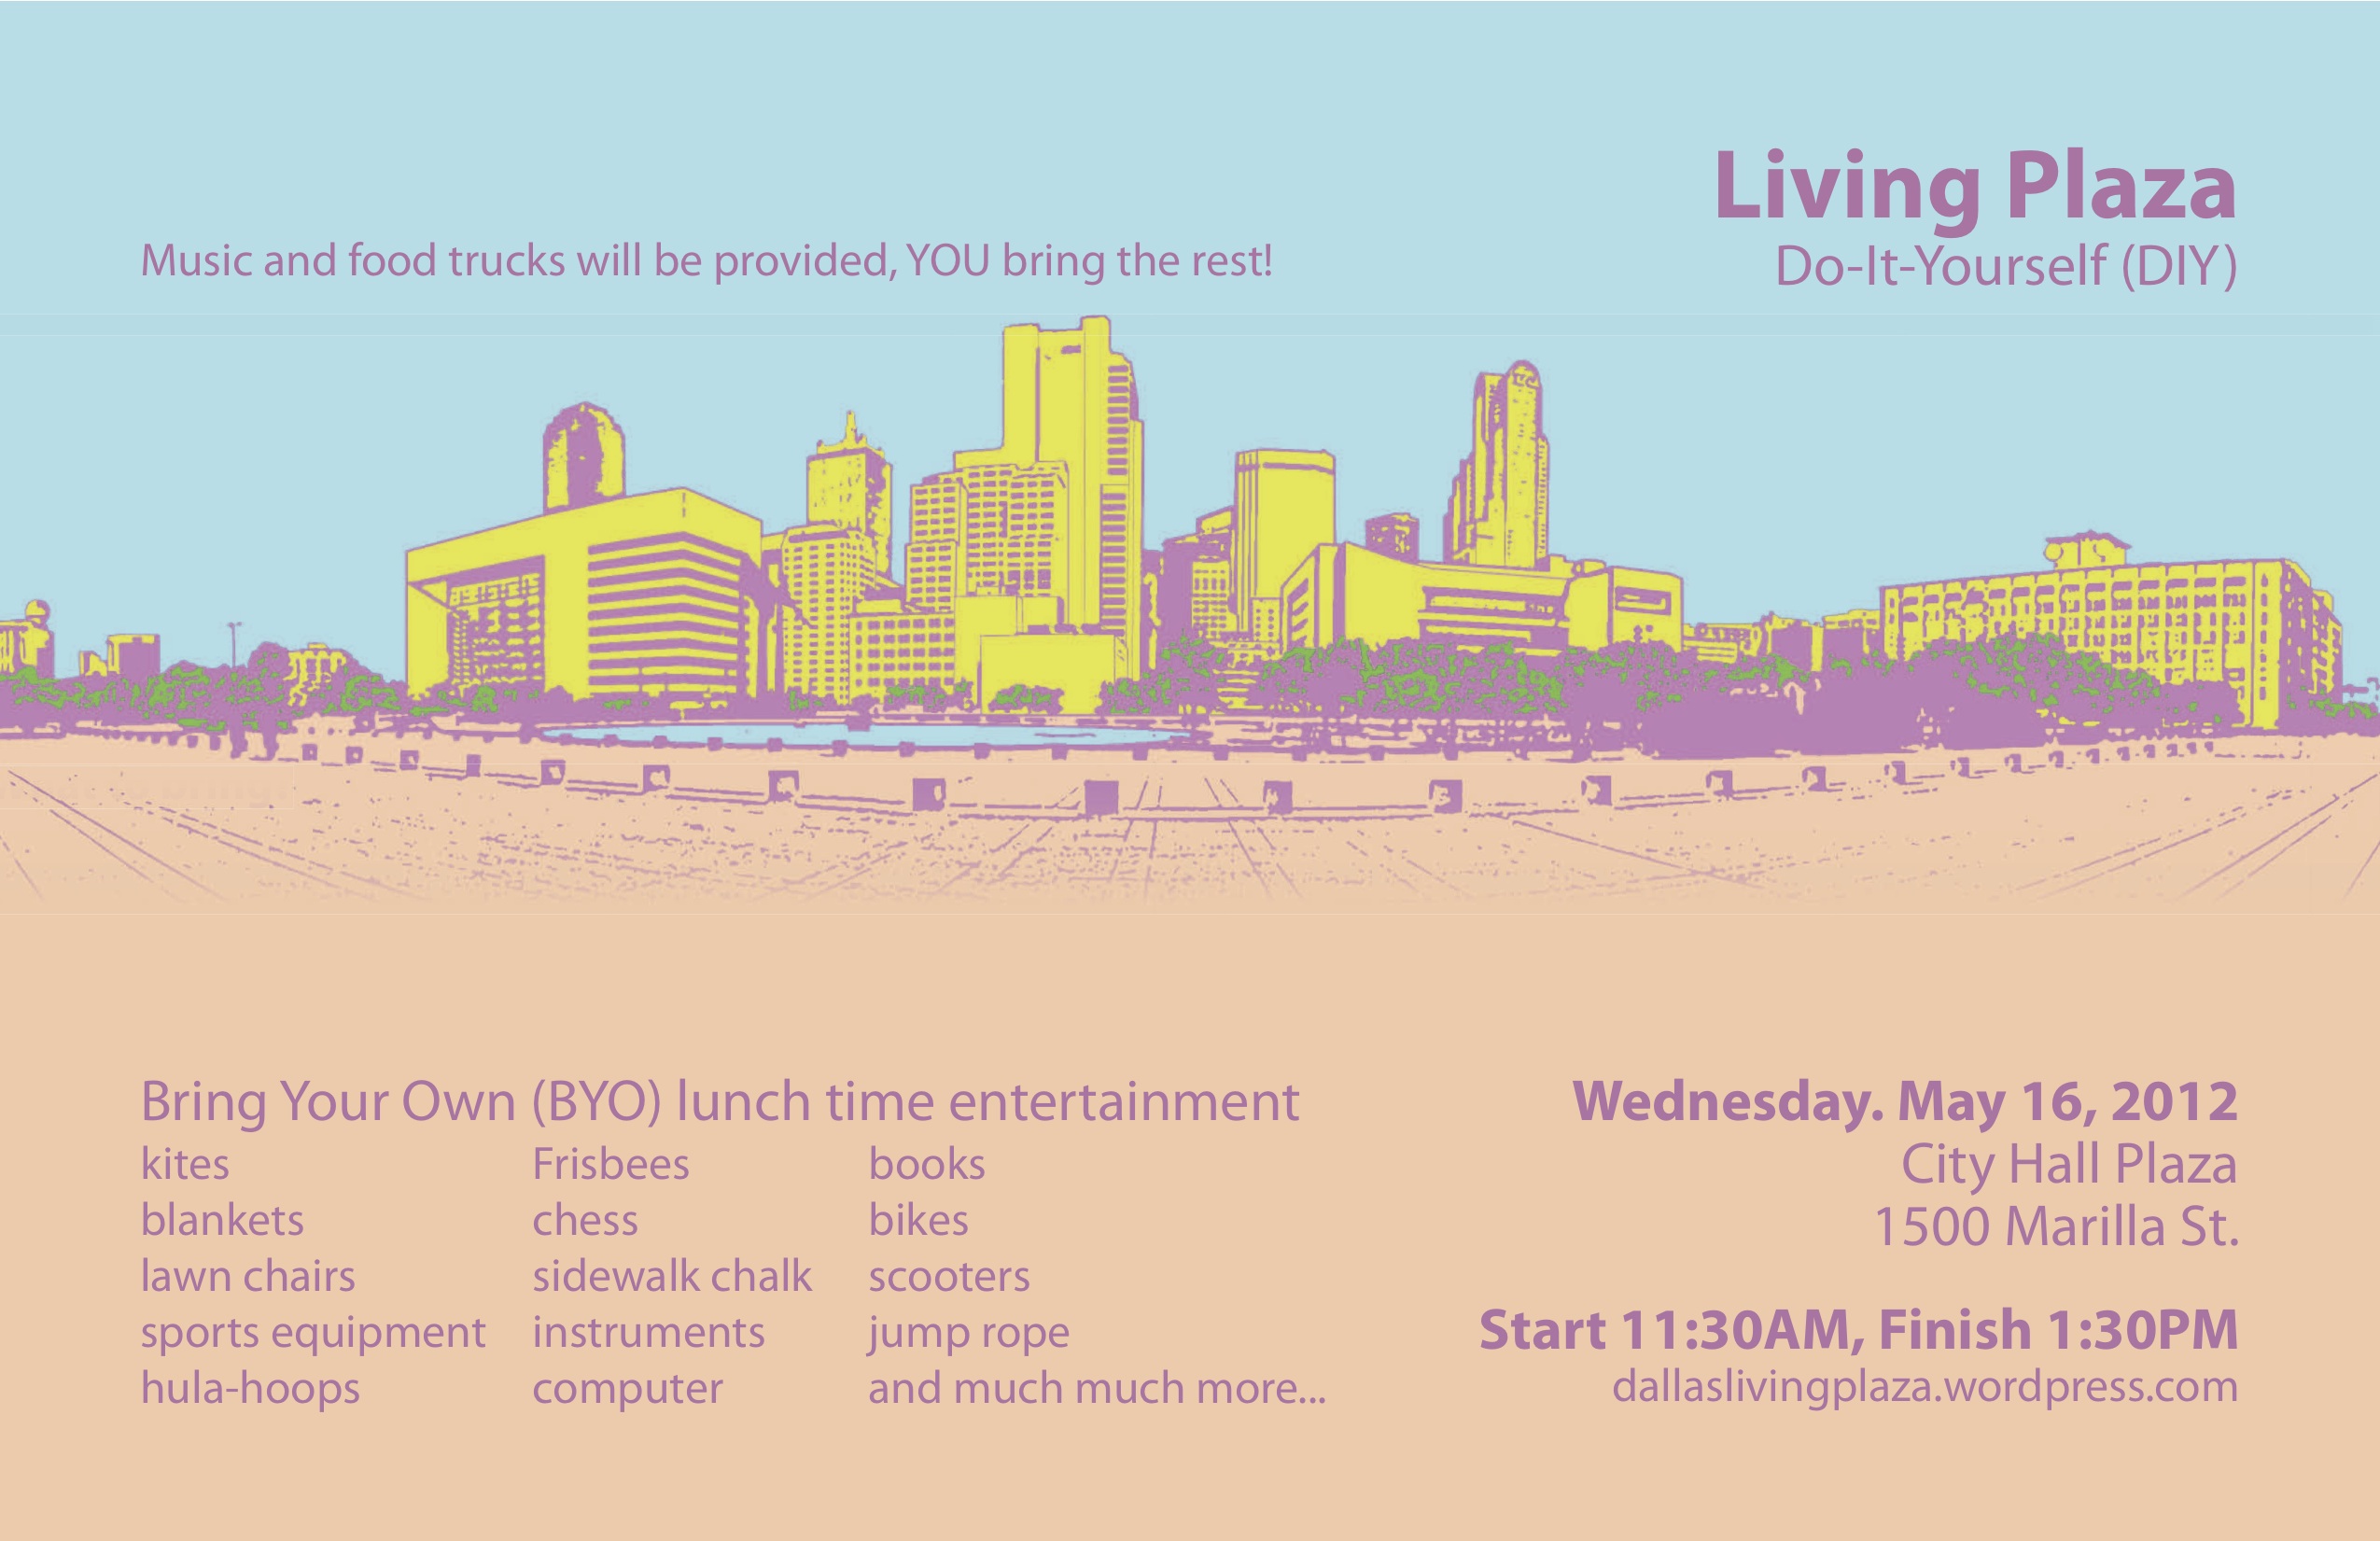 Living Plaza
Do-It-Yourself (DIY)
Music and food trucks will be provided, YOU bring the rest!
Bring Your Own (BYO) lunch time entertainment
kites
blankets
lawn chairs
sports equipment
hula-hoops
Frisbees
chess
sidewalk chalk
instruments
computer
books
bikes
scooters
jump rope
and much much more...
Wednesday. May 16, 2012
City Hall Plaza
1500 Marilla St.
Start 11:30AM, Finish 1:30PM
dallaslivingplaza.wordpress.com